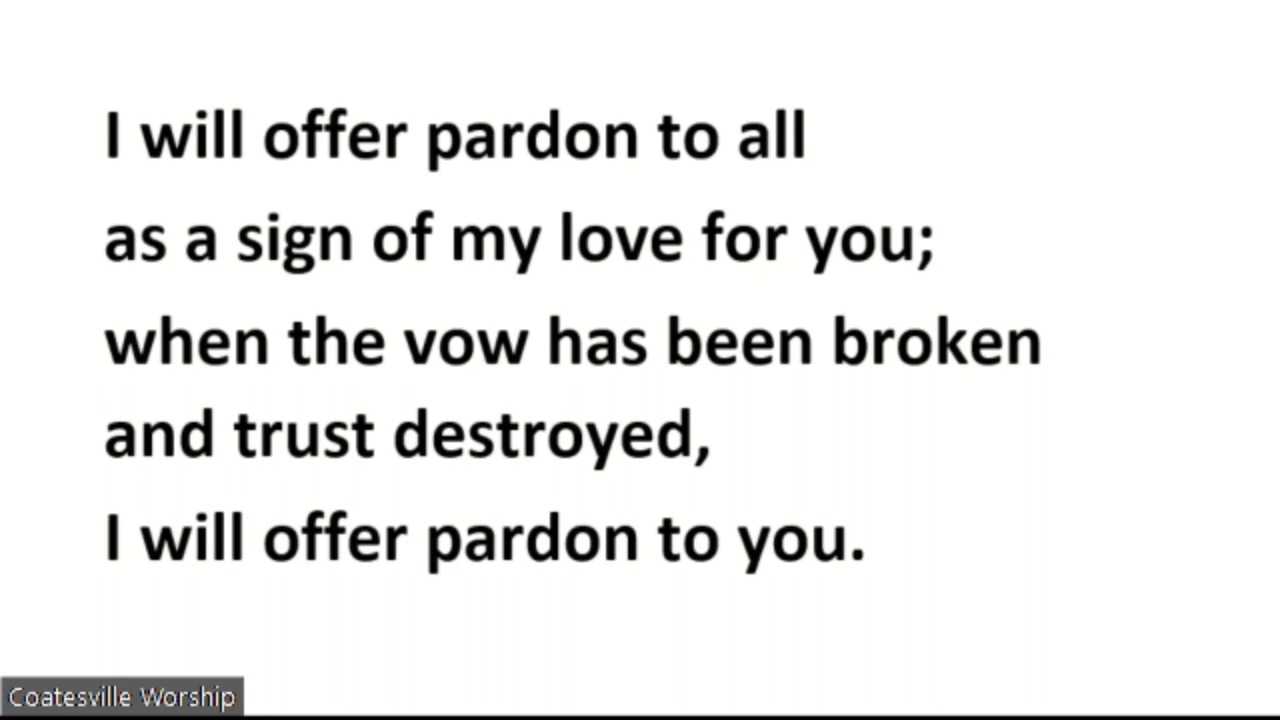 I will offer pardon to all
as a sign of my love for you;
when the vow has been broken
and trust destroyed,
I will offer pardon to you.
Coatesville Worship